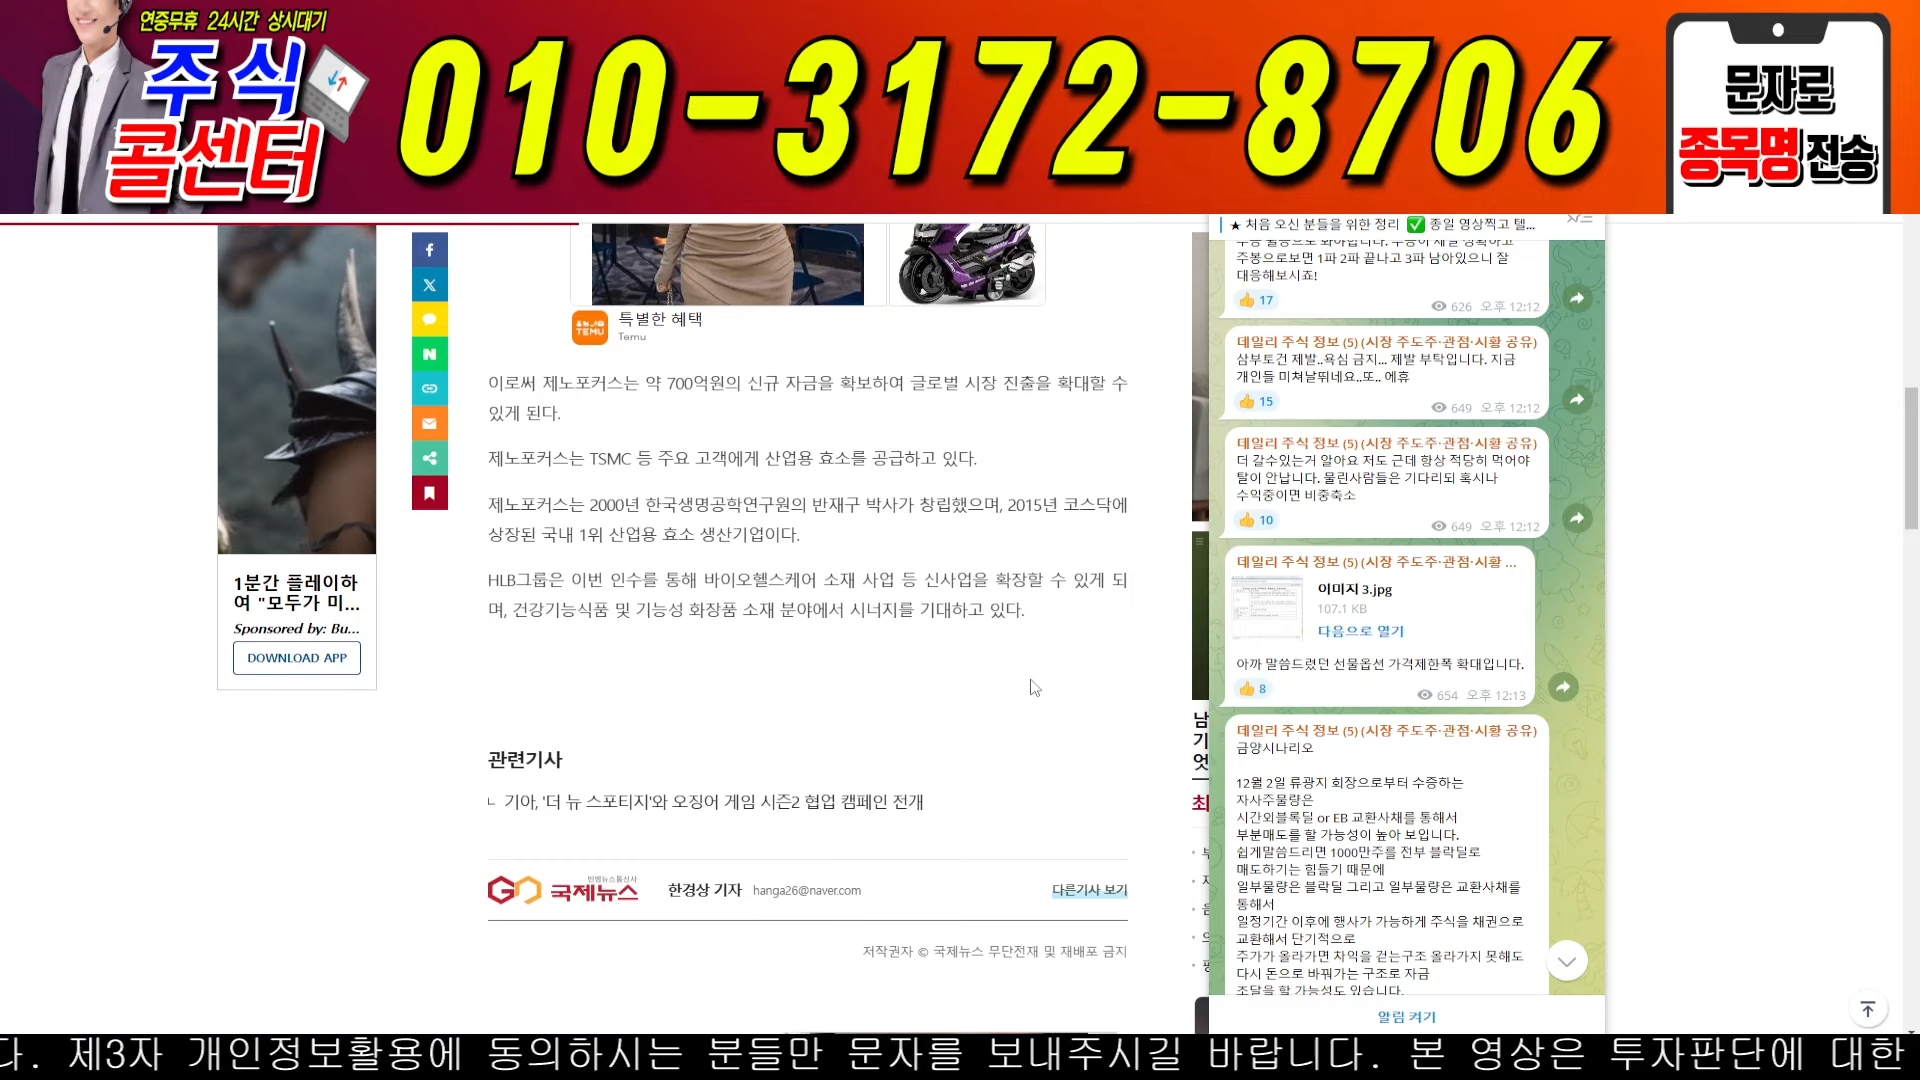 연중무휴 24시간 상시대기
주식
콜센터
010-3172-8706
문자로
종목명 전송
1분간 플레이하
여 "모두가 미...
Sponsored by: Bu...
DOWNLOAD APP
특별한 혜택
TEMU
Temu
이로써 제노포커스는 약 700억원의 신규 자금을 확보하여 글로벌 시장 진출을 확대할 수
있게 된다.
제노포커스는 TSMC 등 주요 고객에게 산업용 효소를 공급하고 있다.
제노포커스는 2000년 한국생명공학연구원의 반재구 박사가 창립했으며, 2015년 코스닥에
상장된 국내 1위 산업용 효소 생산기업이다.
HLB그룹은 이번 인수를 통해 바이오헬스케어 소재 사업 등 신사업을 확장할 수 있게 되
며, 건강기능식품 및 기능성 화장품 소재 분야에서 시너지를 기대하고 있다.
관련기사
ㄴ 기아, '더 뉴 스포티지'와 오징어 게임 시즌2 협업 캠페인 전개
민영뉴스통신사
국제뉴스
한경상 기자 hanga26@naver.com
다른기사 보기
저작권자 © 국제뉴스 무단전재 및 재배포 금지
남
기
엇
최
★ 처음 오신 분들을 위한 정리 ✅ 종일 영상찍고 텔...
주봉으로보면 1파 2파 끝나고 3파 남아있으니 잘
대응해보시죠!
👍 17
626 오후 12:12
데일리 주식 정보 (5) (시장 주도주·관점·시황 공유)
삼부토건 제발..욕심 금지... 제발 부탁입니다. 지금
개인들 미쳐날뛰네요..또.. 에휴
👍 15
649 오후 12:12
데일리 주식 정보 (5) (시장 주도주·관점·시황 공유)
더 갈수있는거 알아요 저도 근데 항상 적당히 먹어야
탈이 안납니다. 물린사람들은 기다리되 혹시나
수익중이면 비중축소
👍 10
649 오후 12:12
데일리 주식 정보 (5) (시장 주도주·관점·시황 ...
이미지 3.jpg
107.1 KB
다음으로 열기
아까 말씀드렸던 선물옵션 가격제한폭 확대입니다.
👍 8
654 오후 12:13
데일리 주식 정보 (5) (시장 주도주·관점·시황 공유)
금양시나리오
12월 2일 류광지 회장으로부터 수증하는
자사주물량은
시간외블록딜 or EB 교환사채를 통해서
부분매도를 할 가능성이 높아 보입니다.
쉽게말씀드리면 1000만주를 전부 블락딜로
매도하기는 힘들기 때문에
일부물량은 블락딜 그리고 일부물량은 교환사채를
통해서
일정기간 이후에 행사가 가능하게 주식을 채권으로
교환해서 단기적으로
주가가 올라가면 차익을 걷는구조 올라가지 못해도
다시 돈으로 바꿔가는 구조로 자금
조달을 할 가능성도 있습니다.
알림 켜기
다. 제3자 개인정보활용에 동의하시는 분들만 문자를 보내주시길 바랍니다. 본 영상은 투자판단에 대한